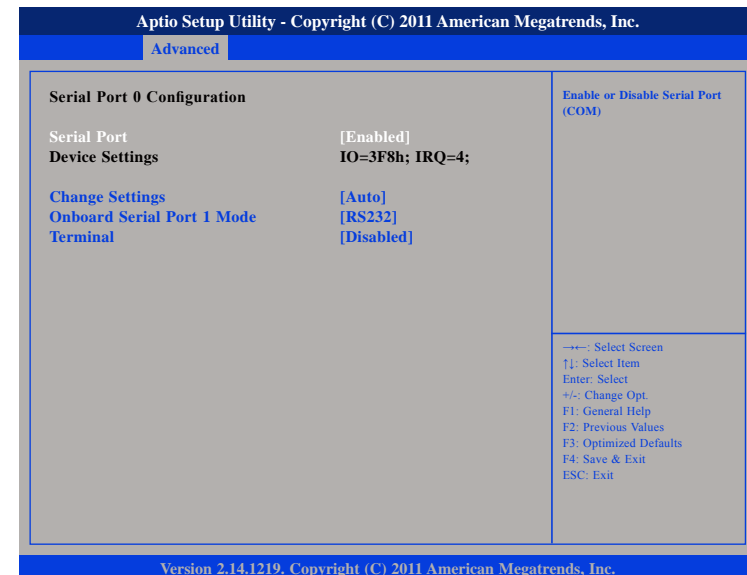 Aptio Setup Utility - Copyright (C) 2011 American Megatrends, Inc.
Advanced
Serial Port 0 Configuration
Serial Port [Enabled]
Device Settings IO=3F8h; IRQ=4;
Change Settings [Auto]
Onboard Serial Port 1 Mode [RS232]
Terminal [Disabled]
Enable or Disable Serial Port
(COM)
→←: Select Screen
↑↓: Select Item
Enter: Select
+/-: Change Opt.
F1: General Help
F2: Previous Values
F3: Optimized Defaults
F4: Save & Exit
ESC: Exit
Version 2.14.1219. Copyright (C) 2011 American Megatrends, Inc.